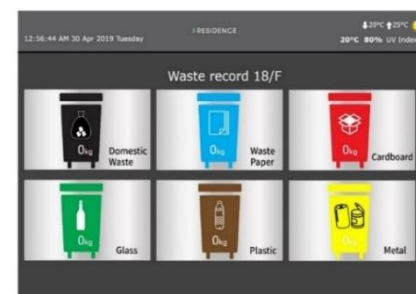 12:56:44 AM 30 Apr 2019 Tuesday
RESIDENCE
⬇20°C ⬆25°C
20°C 80% UV Index
Waste record 18/F
0kg Domestic Waste
0kg Waste Paper
0kg Cardboard
0kg Glass
0kg Plastic
0kg Metal